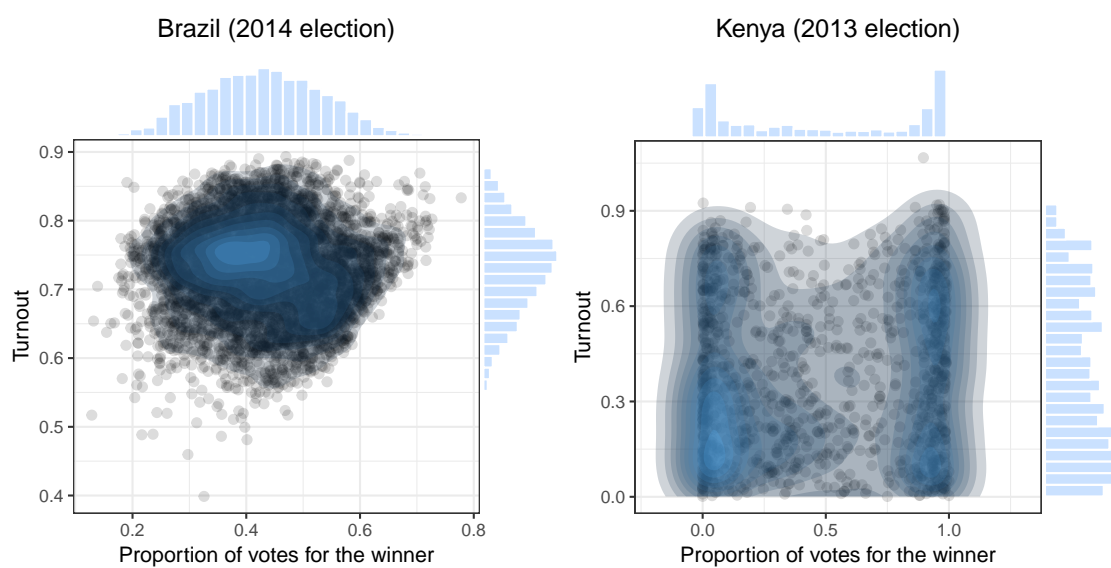 Brazil (2014 election)
0.9
0.8
0.7
0.6
0.5
0.4
Turnout
0.2
0.4
0.6
0.8
Proportion of votes for the winner
Kenya (2013 election)
0.9
0.6
0.3
0.0
Turnout
0.0
0.5
1.0
Proportion of votes for the winner